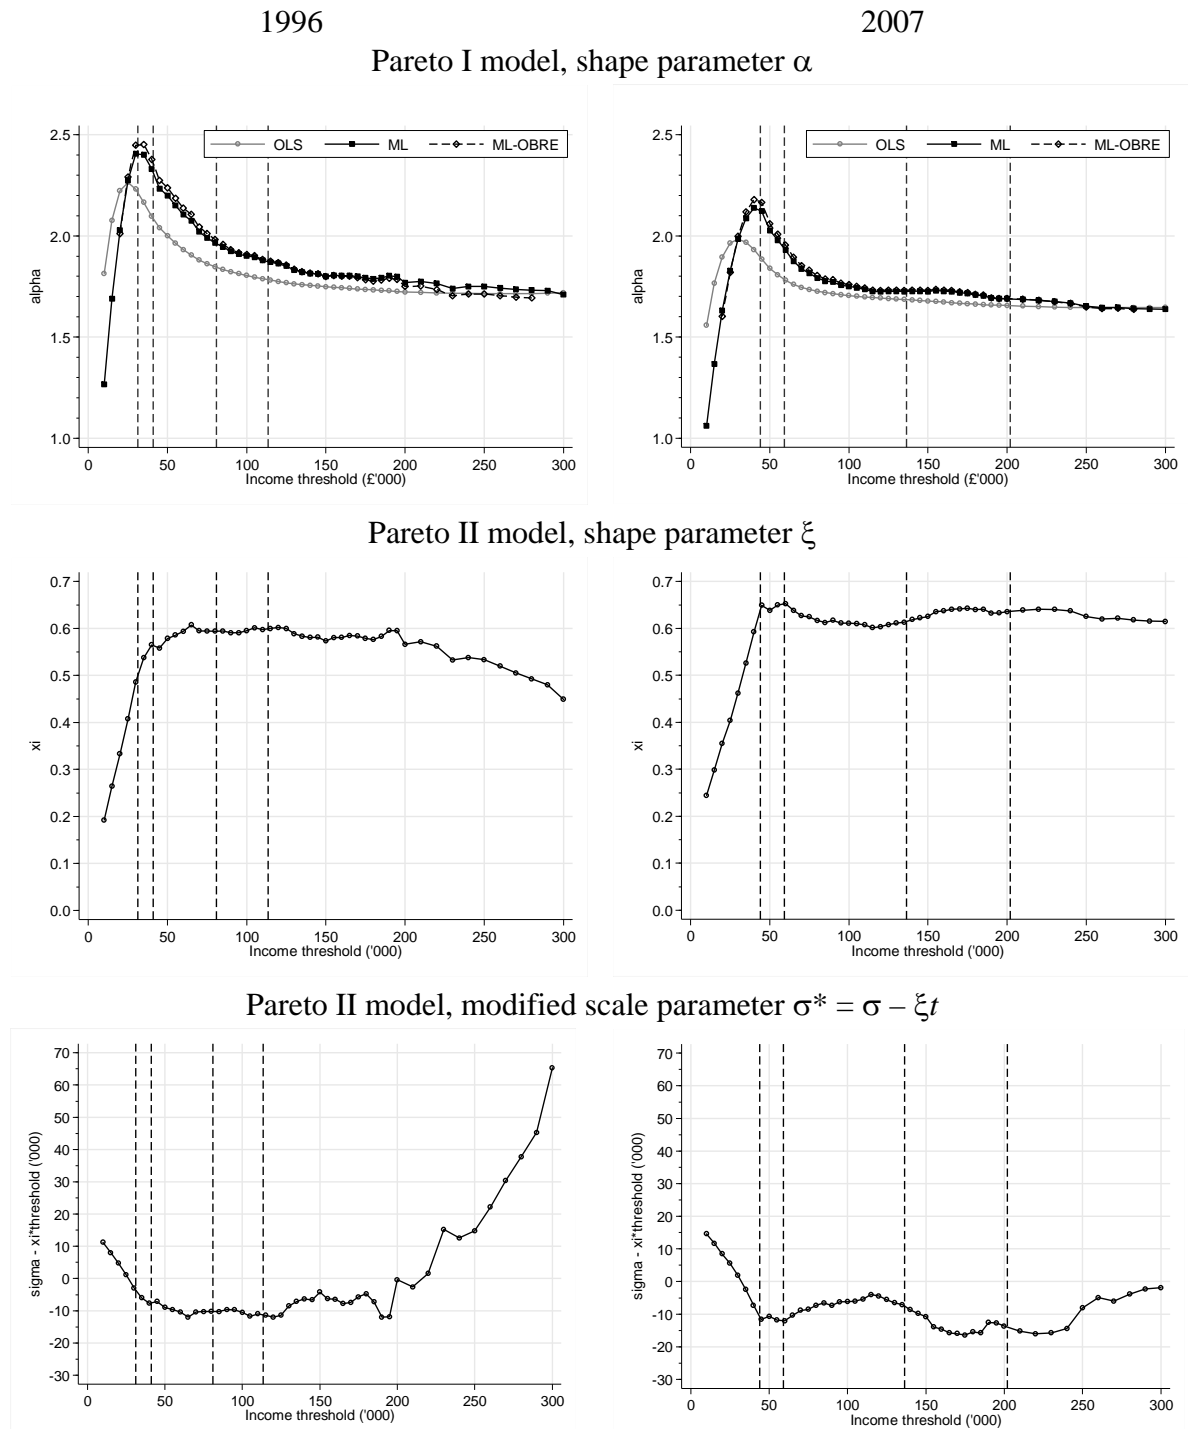 1996 2007
Pareto I model, shape parameter α
2.5
2.0
1.5
1.0
alpha
OLS ML ML-OBRE
0 50 100 150 200 250 300
Income threshold (£'000)
2.5
2.0
1.5
1.0
alpha
OLS ML ML-OBRE
0 50 100 150 200 250 300
Income threshold (£'000)
Pareto II model, shape parameter ξ
0.7
0.6
0.5
0.4
0.3
0.2
0.1
0.0
xi
0 50 100 150 200 250 300
Income threshold ('000)
0.7
0.6
0.5
0.4
0.3
0.2
0.1
0.0
xi
0 50 100 150 200 250 300
Income threshold ('000)
Pareto II model, modified scale parameter σ* = σ – ξt
70
60
50
40
30
20
10
0
-10
-20
-30
sigma - xi*threshold ('000)
0 50 100 150 200 250 300
Income threshold ('000)
70
60
50
40
30
20
10
0
-10
-20
-30
sigma - xi*threshold ('000)
0 50 100 150 200 250 300
Income threshold ('000)